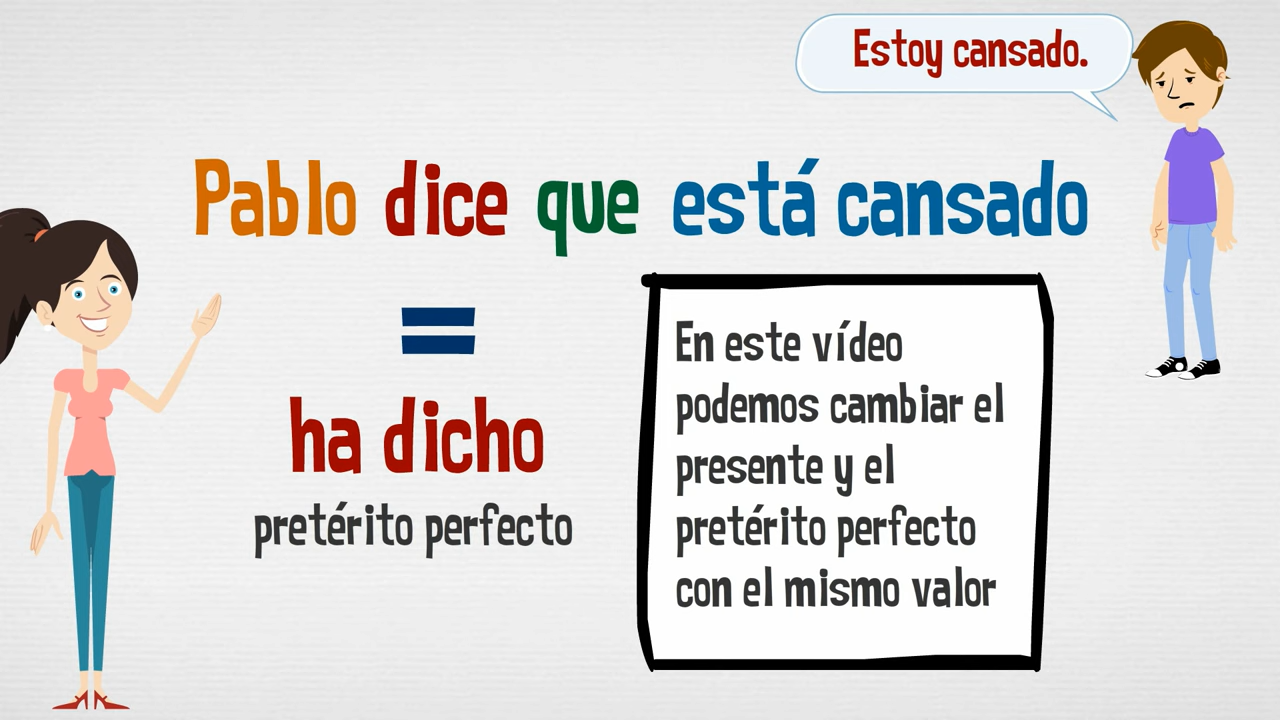 Estoy cansado.
Pablo dice que está cansado
=
ha dicho
pretérito perfecto
En este vídeo
podemos cambiar el
presente y el
pretérito perfecto
con el mismo valor